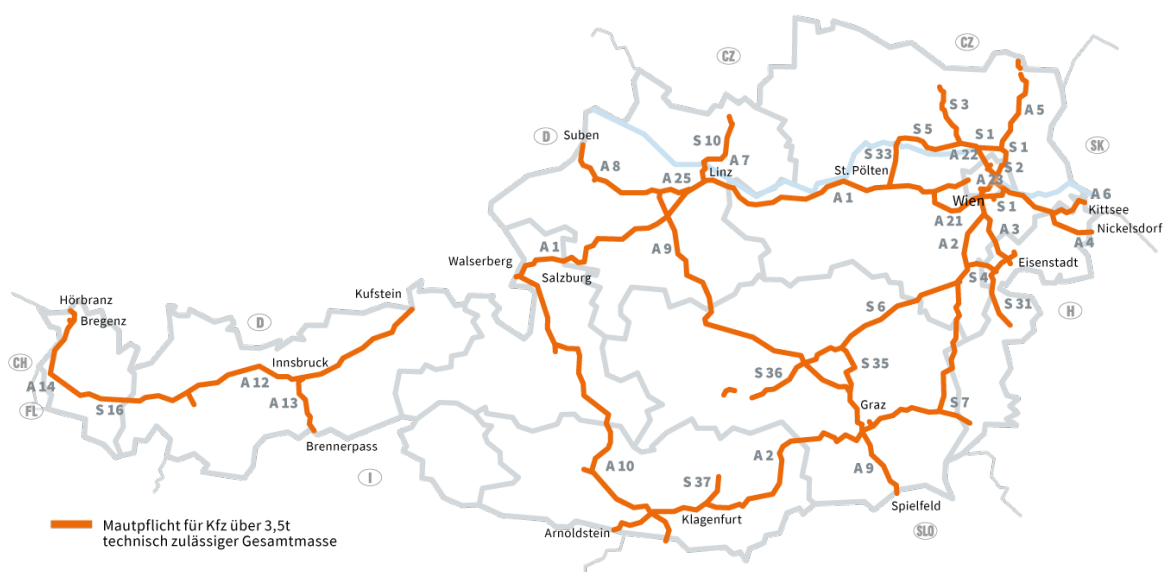 CZ
CZ
S 3
A 5
D
Suben
S 10
A 7
S 5
S 1
S 1
SK
S 33
A 22
A 8
A 25
Linz
St. Pölten
S 2
A 23
A 1
Wien
S 1
A 6
Kittsee
A 21
A 3
Nickelsdorf
A 4
A 1
A 9
A 2
Walserberg
Salzburg
Eisenstadt
S 4
Kufstein
Hörbranz
Bregenz
D
S 6
S 31
H
CH
Innsbruck
S 35
A 14
A 12
S 36
FL
S 16
A 13
Graz
S 7
Brennerpass
A 2
A 10
A 9
I
S 37
Spielfeld
Klagenfurt
Arnoldstein
SLO
Mautpflicht für Kfz über 3,5t
technisch zulässiger Gesamtmasse